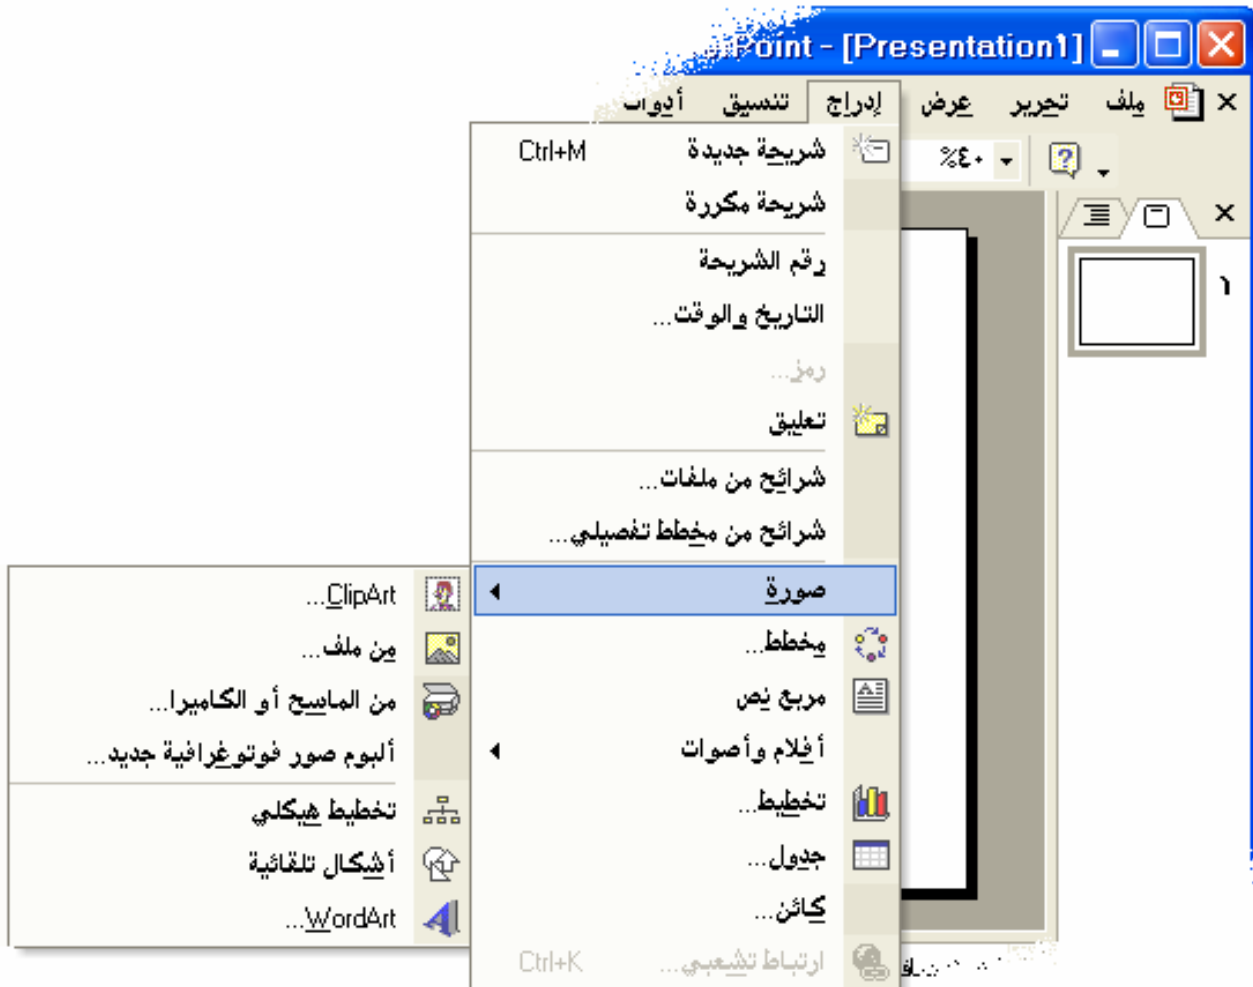 Point - [Presentation1]
ملف تحرير عرض إدراج تنسيق أدوات
٤٠%
١
شريحة جديدة Ctrl+M
شريحة مكررة
رقم الشريحة
التاريخ والوقت...
رمز...
تعليق
شرائح من ملفات...
شرائح من مخطط تفصيلي...
صورة
مخطط...
مربع نص
أفلام وأصوات
تخطيط...
جدول...
كائن...
ارتباط تشعبي... Ctrl+K
ClipArt...
من ملف...
من الماسح أو الكاميرا...
ألبوم صور فوتوغرافية جديد...
تخطيط هيكلي
أشكال تلقائية
WordArt...